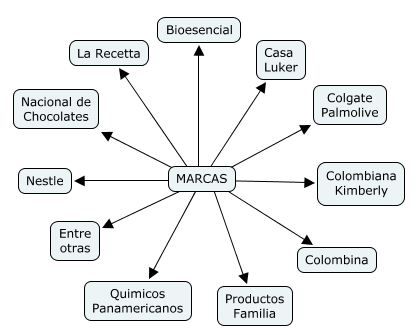 Bioesencial
La Recetta
Casa
Luker
Nacional de
Chocolates
Colgate
Palmolive
MARCAS
Nestle
Colombiana
Kimberly
Entre
otras
Colombina
Quimicos
Panamericanos
Productos
Familia